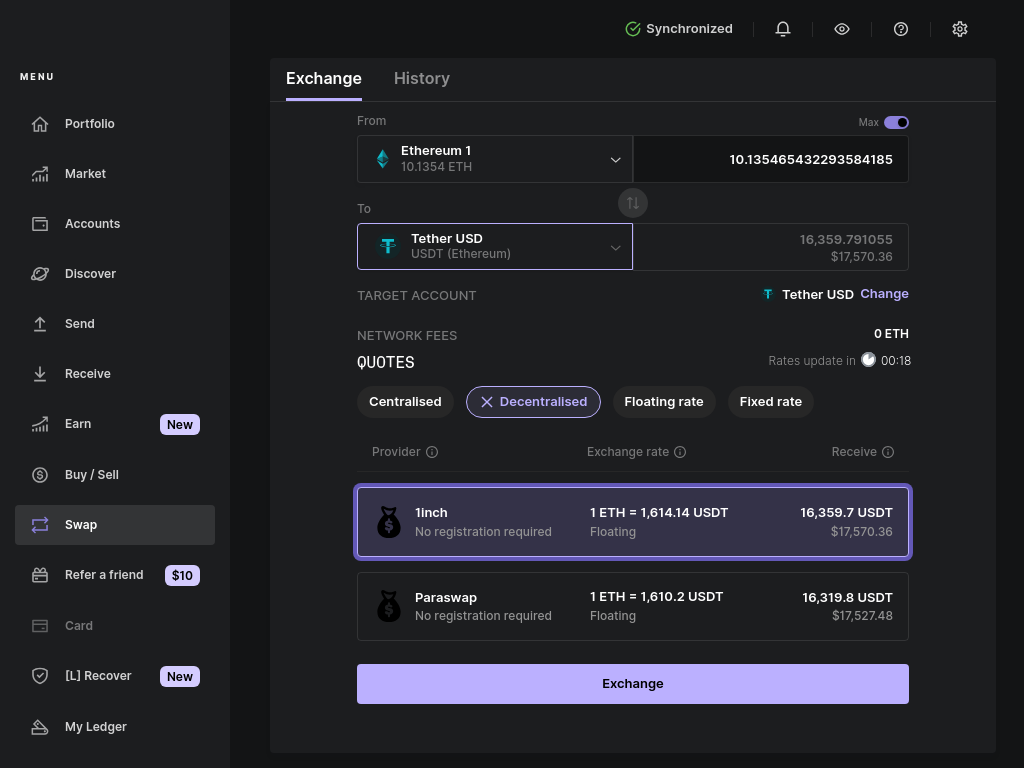 Synchronized
MENU
Portfolio
Market
Accounts
Discover
Send
Receive
Earn New
Buy / Sell
Swap
Refer a friend $10
Card
[L] Recover New
My Ledger
Exchange History
From Max
Ethereum 1
10.1354 ETH
10.135465432293584185
To
Tether USD
USDT (Ethereum)
16,359.791055
$17,570.36
TARGET ACCOUNT Tether USD Change
NETWORK FEES 0 ETH
QUOTES Rates update in 00:18
Centralised Decentralised Floating rate Fixed rate
Provider Exchange rate Receive
1inch 1 ETH = 1,614.14 USDT 16,359.7 USDT
No registration required Floating $17,570.36
Paraswap 1 ETH = 1,610.2 USDT 16,319.8 USDT
No registration required Floating $17,527.48
Exchange